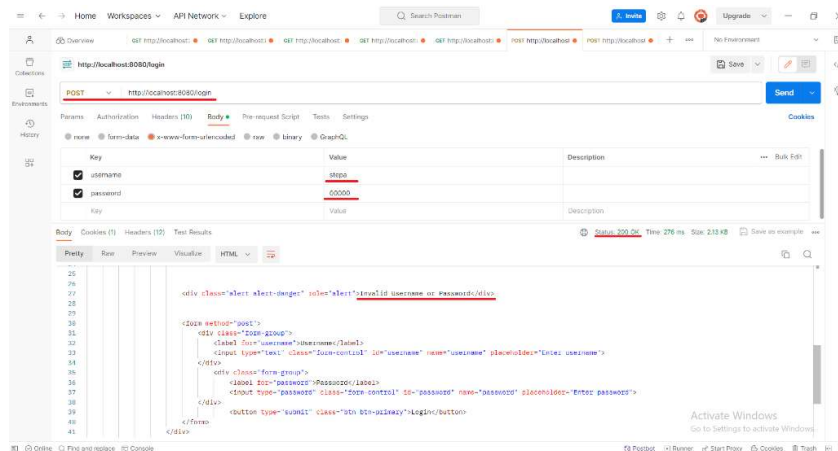 Home Workspaces API Network Explore Search Postman Invite Upgrade
Overview GET http://localhost: GET http://localhost: GET http://localhost: GET http://localhost: GET http://localhost: POST http://localhost POST http://localhost No Environment
http://localhost:8080/login Save
Collections
Environments
History
POST http://localhost:8080/login Send
Params Authorization Headers (10) Body Pre-request Script Tests Settings Cookies
none form-data x-www-form-urlencoded raw binary GraphQL
Key Value Description Bulk Edit
username stepa
password 00000
Key Value Description
Body Cookies (1) Headers (12) Test Results Status: 200 OK Time: 276 ms Size: 2.13 KB Save as example
Pretty Raw Preview Visualize HTML
25
26
27 <div class="alert alert-danger" role="alert">Invalid Username or Password</div>
28
29
30 <form method="post">
31 <div class="form-group">
32 <label for="username">Username</label>
33 <input type="text" class="form-control" id="username" name="username" placeholder="Enter username">
34 </div>
35 <div class="form-group">
36 <label for="password">Password</label>
37 <input type="password" class="form-control" id="password" name="password" placeholder="Enter password">
38 </div>
39 <button type="submit" class="btn btn-primary">Login</button>
40 </form>
41 </div>
Activate Windows
Go to Settings to activate Windows.
Online Find and replace Console Postbot Runner Start Proxy Cookies Trash